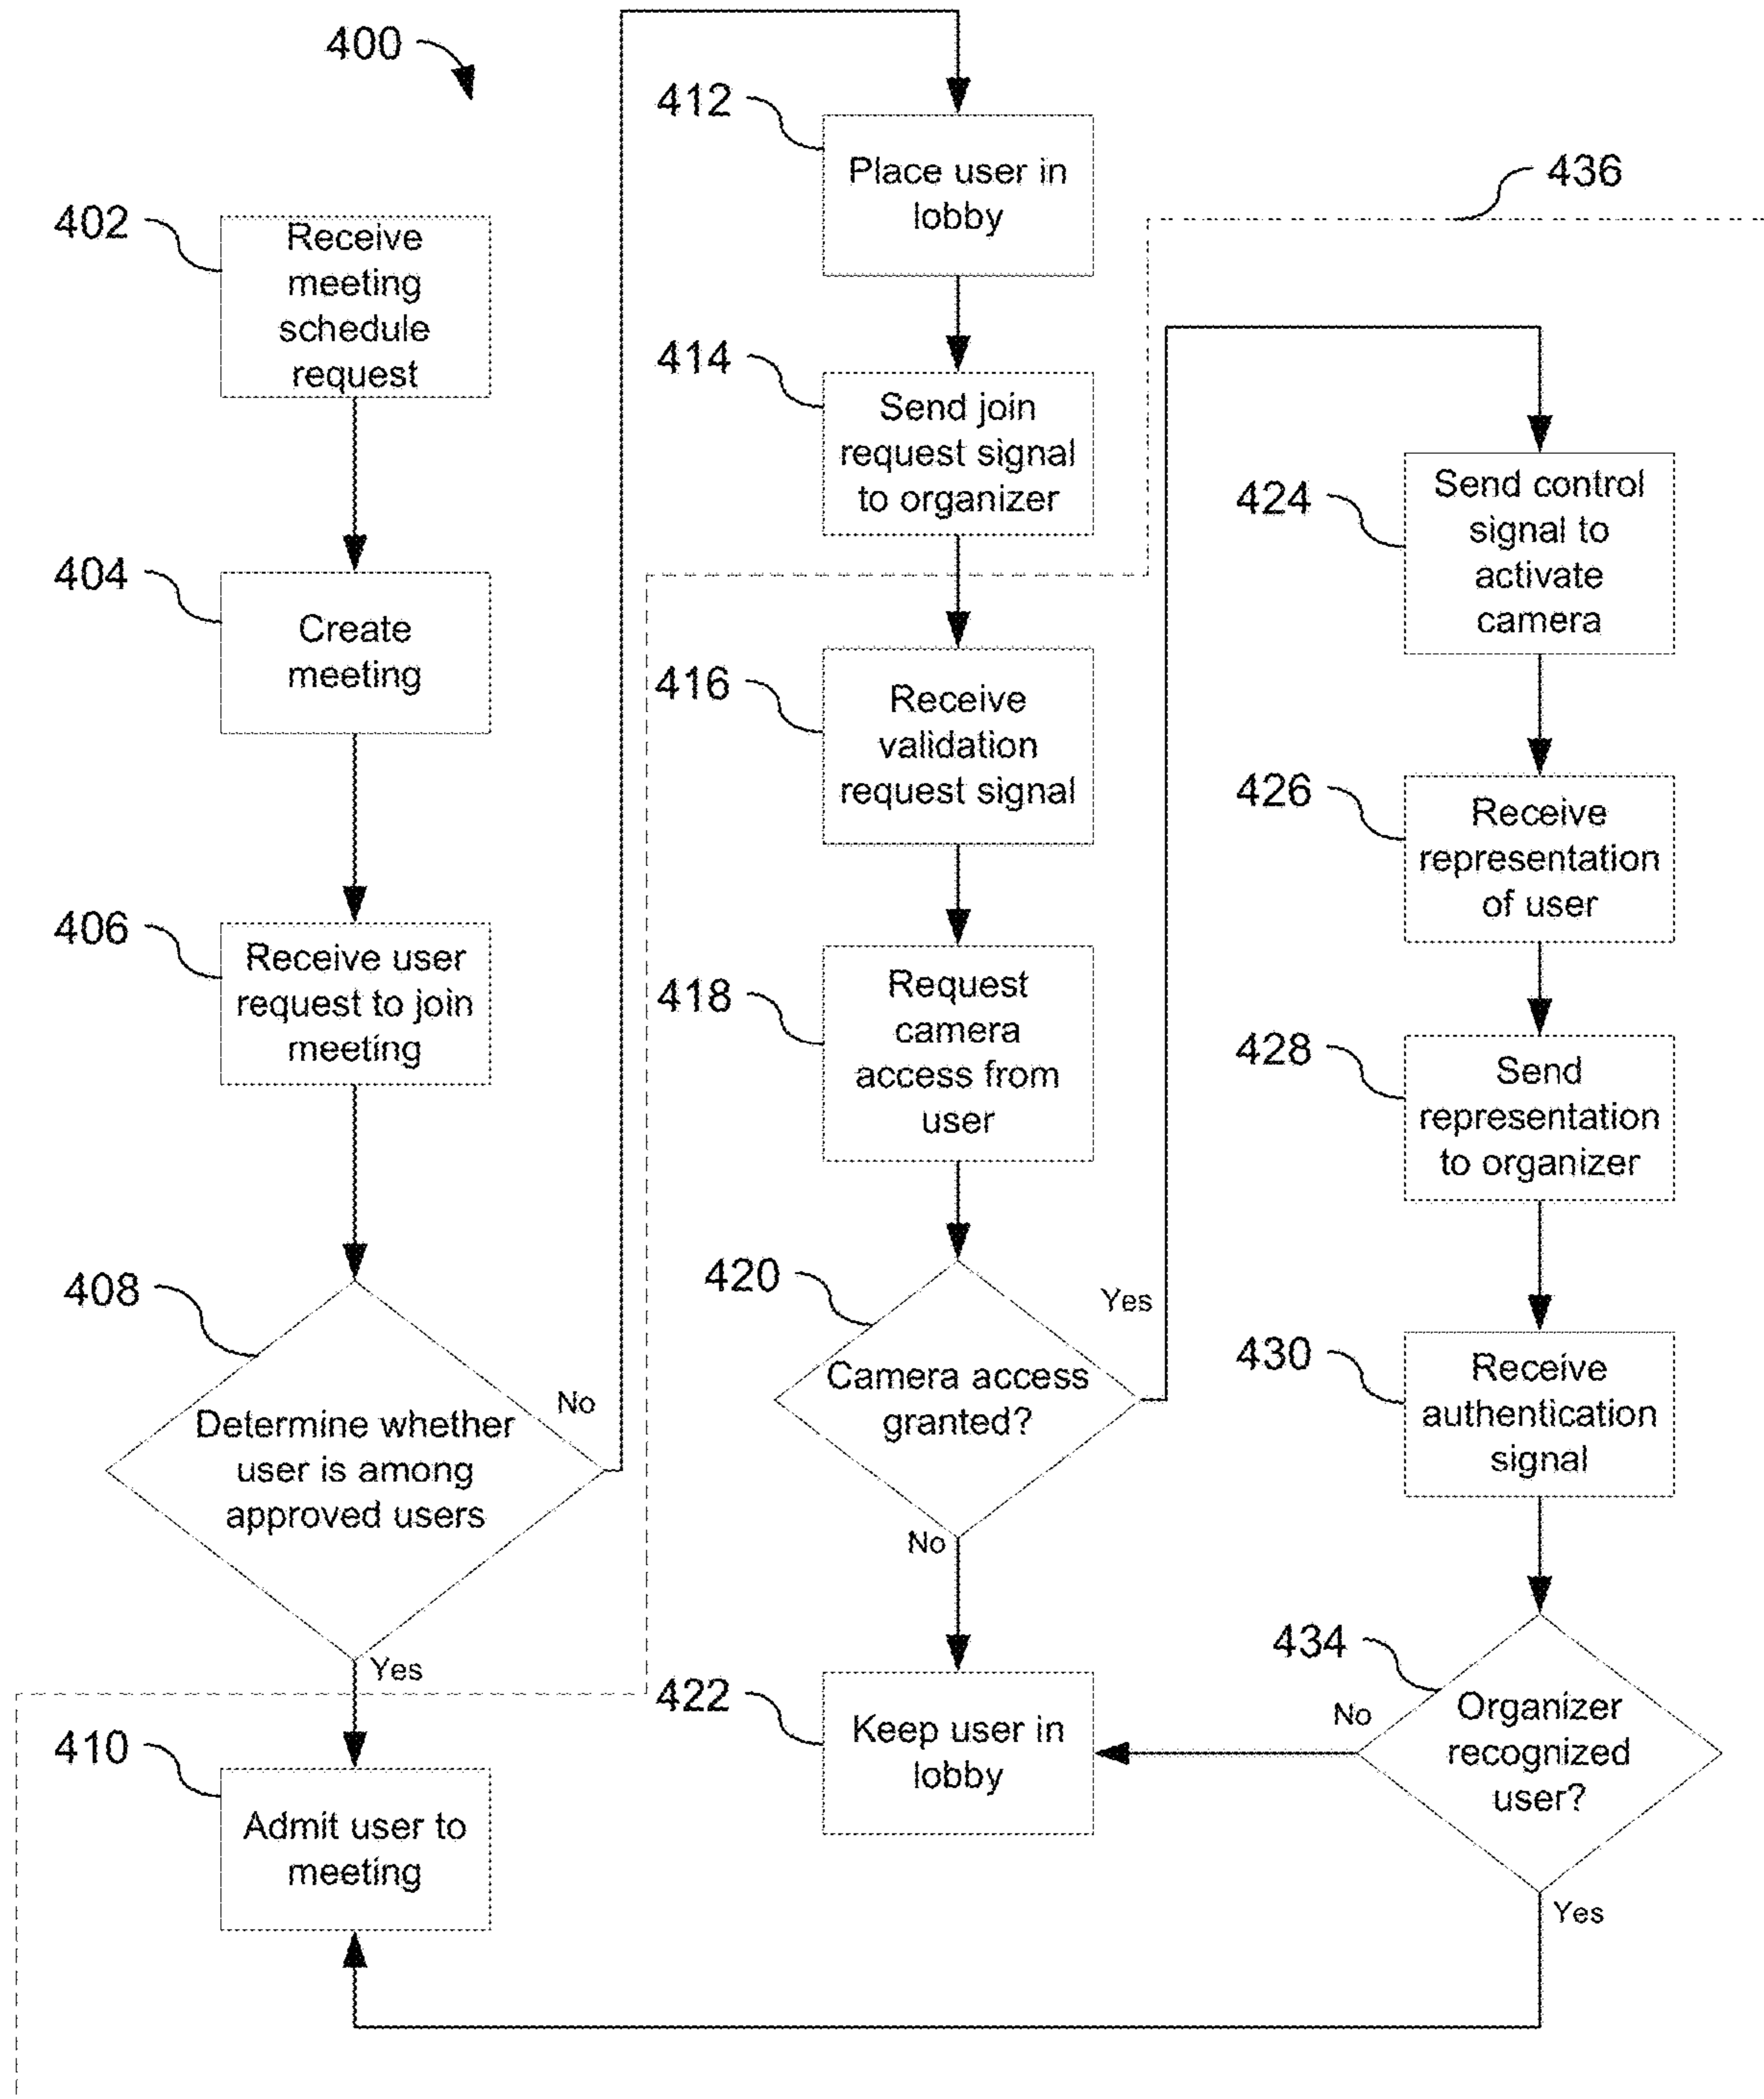 400
402
Receive
meeting
schedule
request
404
Create
meeting
406
Receive user
request to join
meeting
408
Determine whether
user is among
approved users
No
Yes
410
Admit user to
meeting
412
Place user in
lobby
414
Send join
request signal
to organizer
436
416
Receive
validation
request signal
418
Request
camera
access from
user
420
Camera access
granted?
Yes
No
422
Keep user in
lobby
424
Send control
signal to
activate
camera
426
Receive
representation
of user
428
Send
representation
to organizer
430
Receive
authentication
signal
434
Organizer
recognized
user?
No
Yes